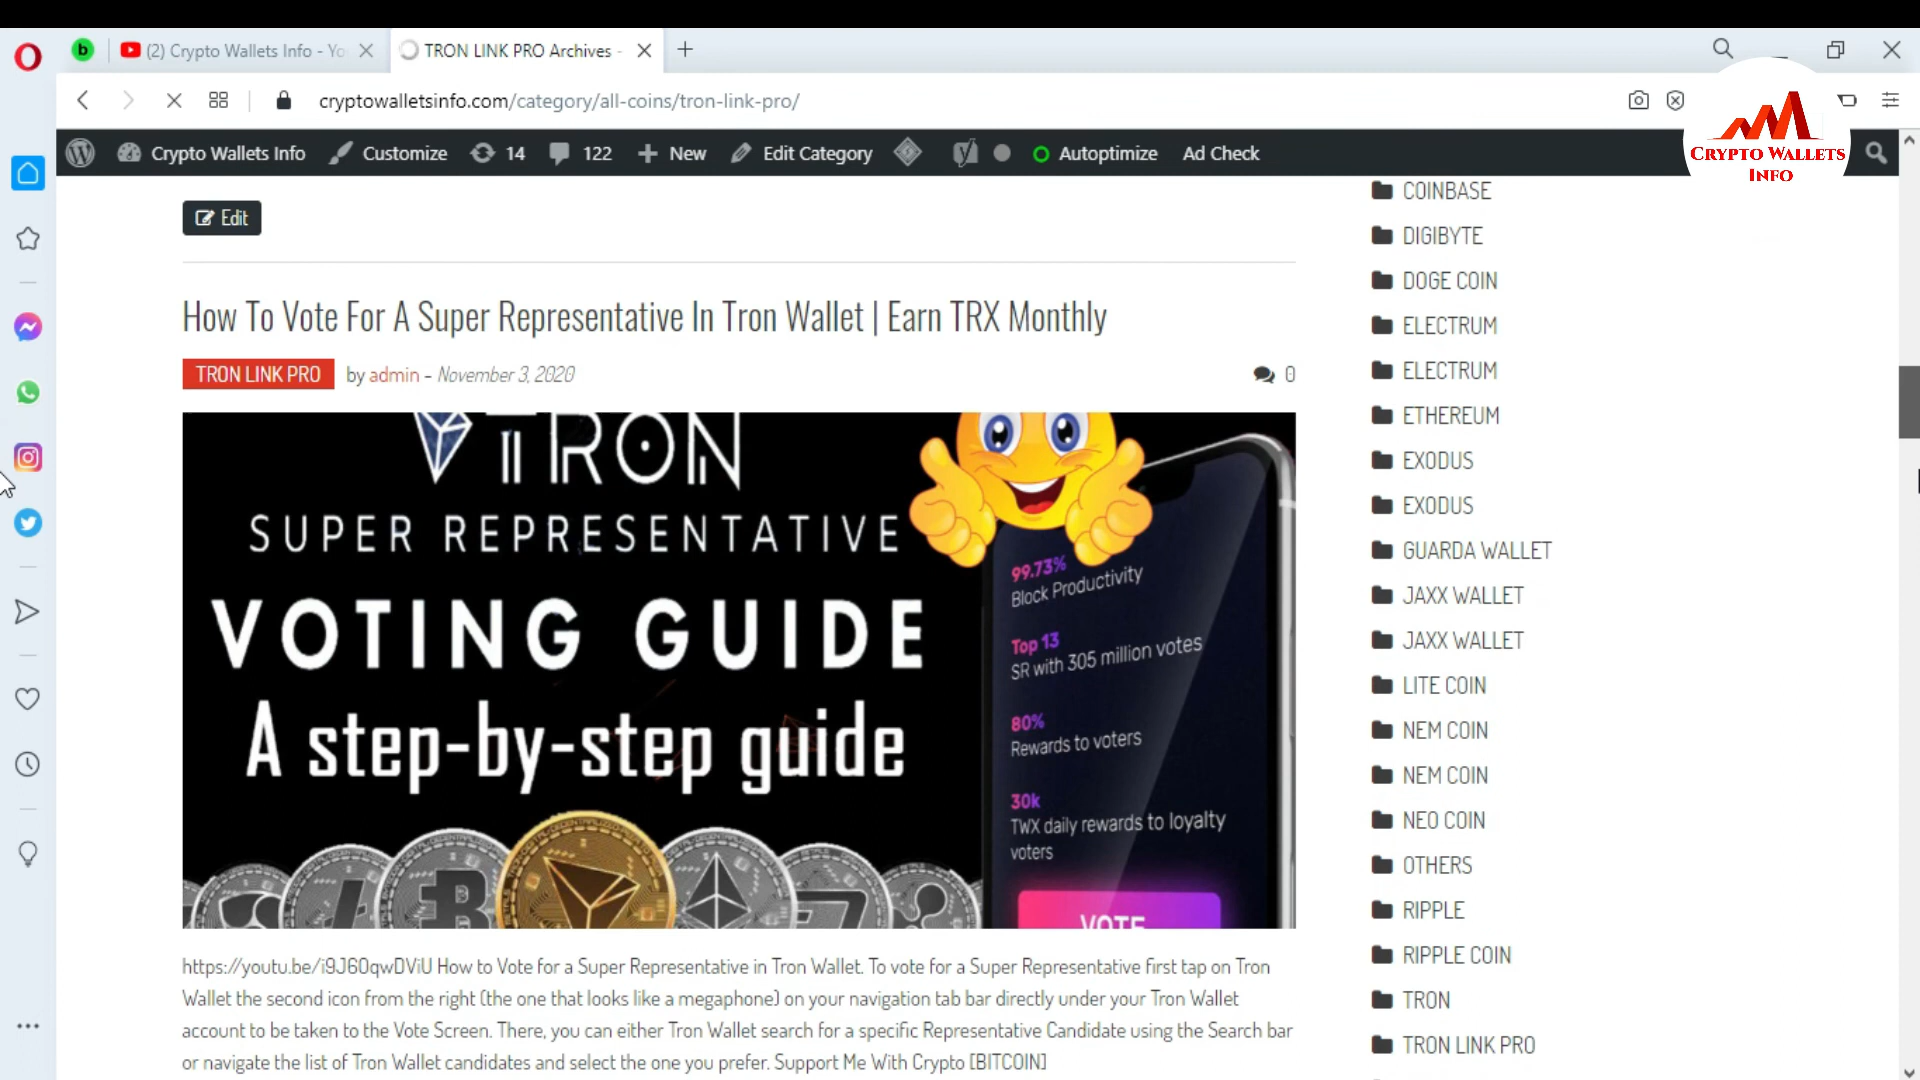 (2) Crypto Wallets Info - Yo
TRON LINK PRO Archives -
cryptowalletsinfo.com/category/all-coins/tron-link-pro/
CRYPTO WALLETS
INFO
Crypto Wallets Info
Customize
14
122
New
Edit Category
Autoptimize
Ad Check
Edit
How To Vote For A Super Representative In Tron Wallet | Earn TRX Monthly
TRON LINK PRO by admin - November 3, 2020
0
TRON
SUPER REPRESENTATIVE
VOTING GUIDE
A step-by-step guide
99.73%
Block Productivity
Top 13
SR with 305 million votes
80%
Rewards to voters
30k
TWX daily rewards to loyalty
voters
VOTE
https://youtu.be/i9J6OqwDViU How to Vote for a Super Representative in Tron Wallet. To vote for a Super Representative first tap on Tron
Wallet the second icon from the right (the one that looks like a megaphone) on your navigation tab bar directly under your Tron Wallet
account to be taken to the Vote Screen. There, you can either Tron Wallet search for a specific Representative Candidate using the Search bar
or navigate the list of Tron Wallet candidates and select the one you prefer. Support Me With Crypto [BITCOIN]
COINBASE
DIGIBYTE
DOGE COIN
ELECTRUM
ELECTRUM
ETHEREUM
EXODUS
EXODUS
GUARDA WALLET
JAXX WALLET
JAXX WALLET
LITE COIN
NEM COIN
NEM COIN
NEO COIN
OTHERS
RIPPLE
RIPPLE COIN
TRON
TRON LINK PRO